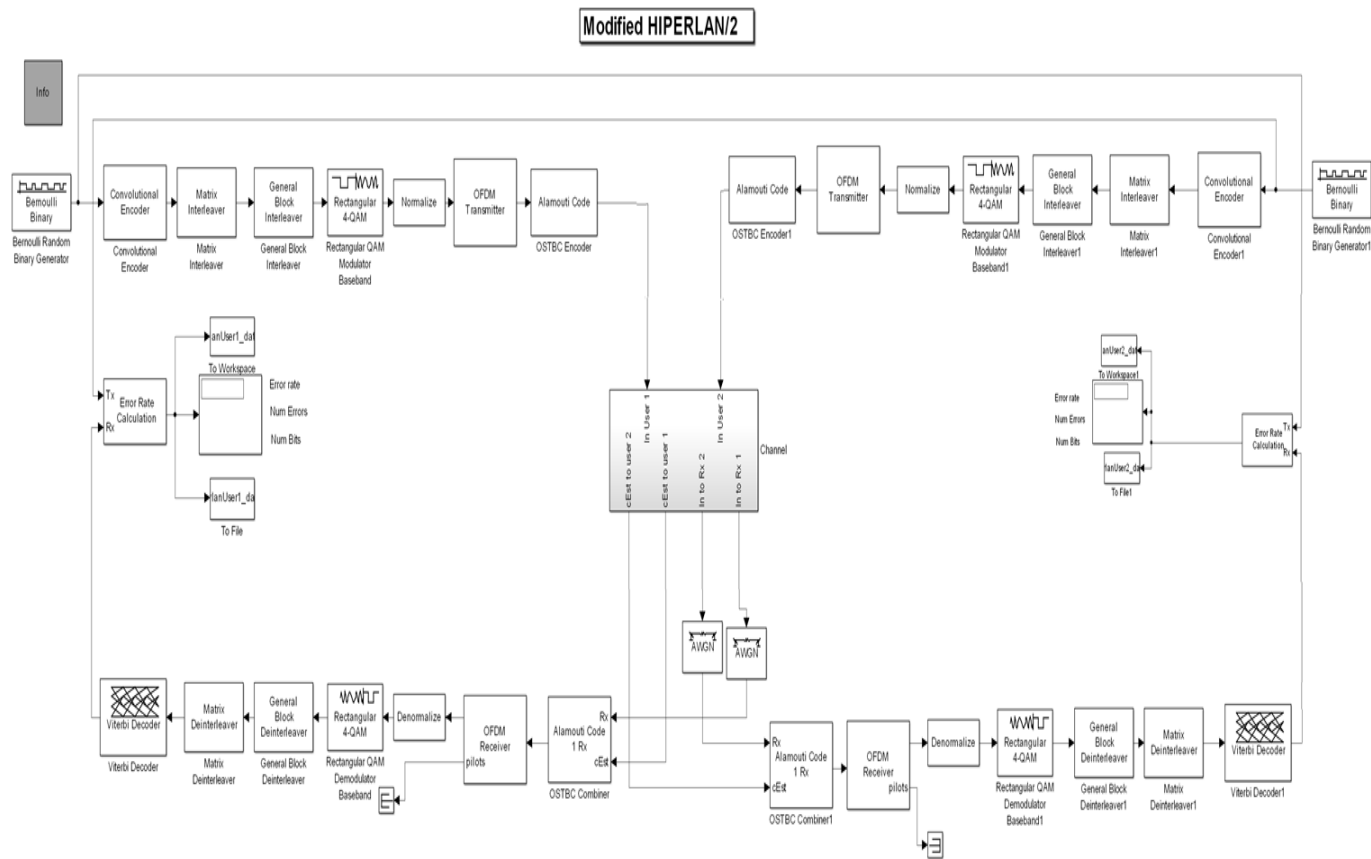 Modified HIPERLAN/2
Info
Bernoulli
Binary
Bernoulli Random
Binary Generator
Convolutional
Encoder
Convolutional
Encoder
Matrix
Interleaver
Matrix
Interleaver
General
Block
Interleaver
General Block
Interleaver
Rectangular
4-QAM
Rectangular QAM
Modulator
Baseband
Normalize
OFDM
Transmitter
Alamouti Code
OSTBC Encoder
Alamouti Code
OSTBC Encoder1
OFDM
Transmitter
Normalize
Rectangular
4-QAM
Rectangular QAM
Modulator
Baseband1
General
Block
Interleaver
General Block
Interleaver1
Matrix
Interleaver
Matrix
Interleaver1
Convolutional
Encoder
Convolutional
Encoder1
Bernoulli
Binary
Bernoulli Random
Binary Generator1
Tx
Rx
Error Rate
Calculation
anUser1_dat
To Workspace
Error rate
Num Errors
Num Bits
lanUser1_da
To File
In User 1
In User 2
cEst to user 2
cEst to user 1
In to Rx 2
In to Rx 1
Channel
anUser2_dat
To Workspace1
Error rate
Num Errors
Num Bits
lanUser2_da
To File1
Error Rate
Calculation
Tx
Rx
AWGN
AWGN
Viterbi Decoder
Viterbi Decoder
Matrix
Deinterleaver
Matrix
Deinterleaver
General
Block
Deinterleaver
General Block
Deinterleaver
Rectangular
4-QAM
Rectangular QAM
Demodulator
Baseband
Denormalize
OFDM
Receiver
pilots
Rx
Alamouti Code
1 Rx
cEst
OSTBC Combiner
Rx
Alamouti Code
1 Rx
cEst
OSTBC Combiner1
OFDM
Receiver
pilots
Denormalize
Rectangular
4-QAM
Rectangular QAM
Demodulator
Baseband1
General
Block
Deinterleaver
General Block
Deinterleaver1
Matrix
Deinterleaver
Matrix
Deinterleaver1
Viterbi Decoder
Viterbi Decoder1